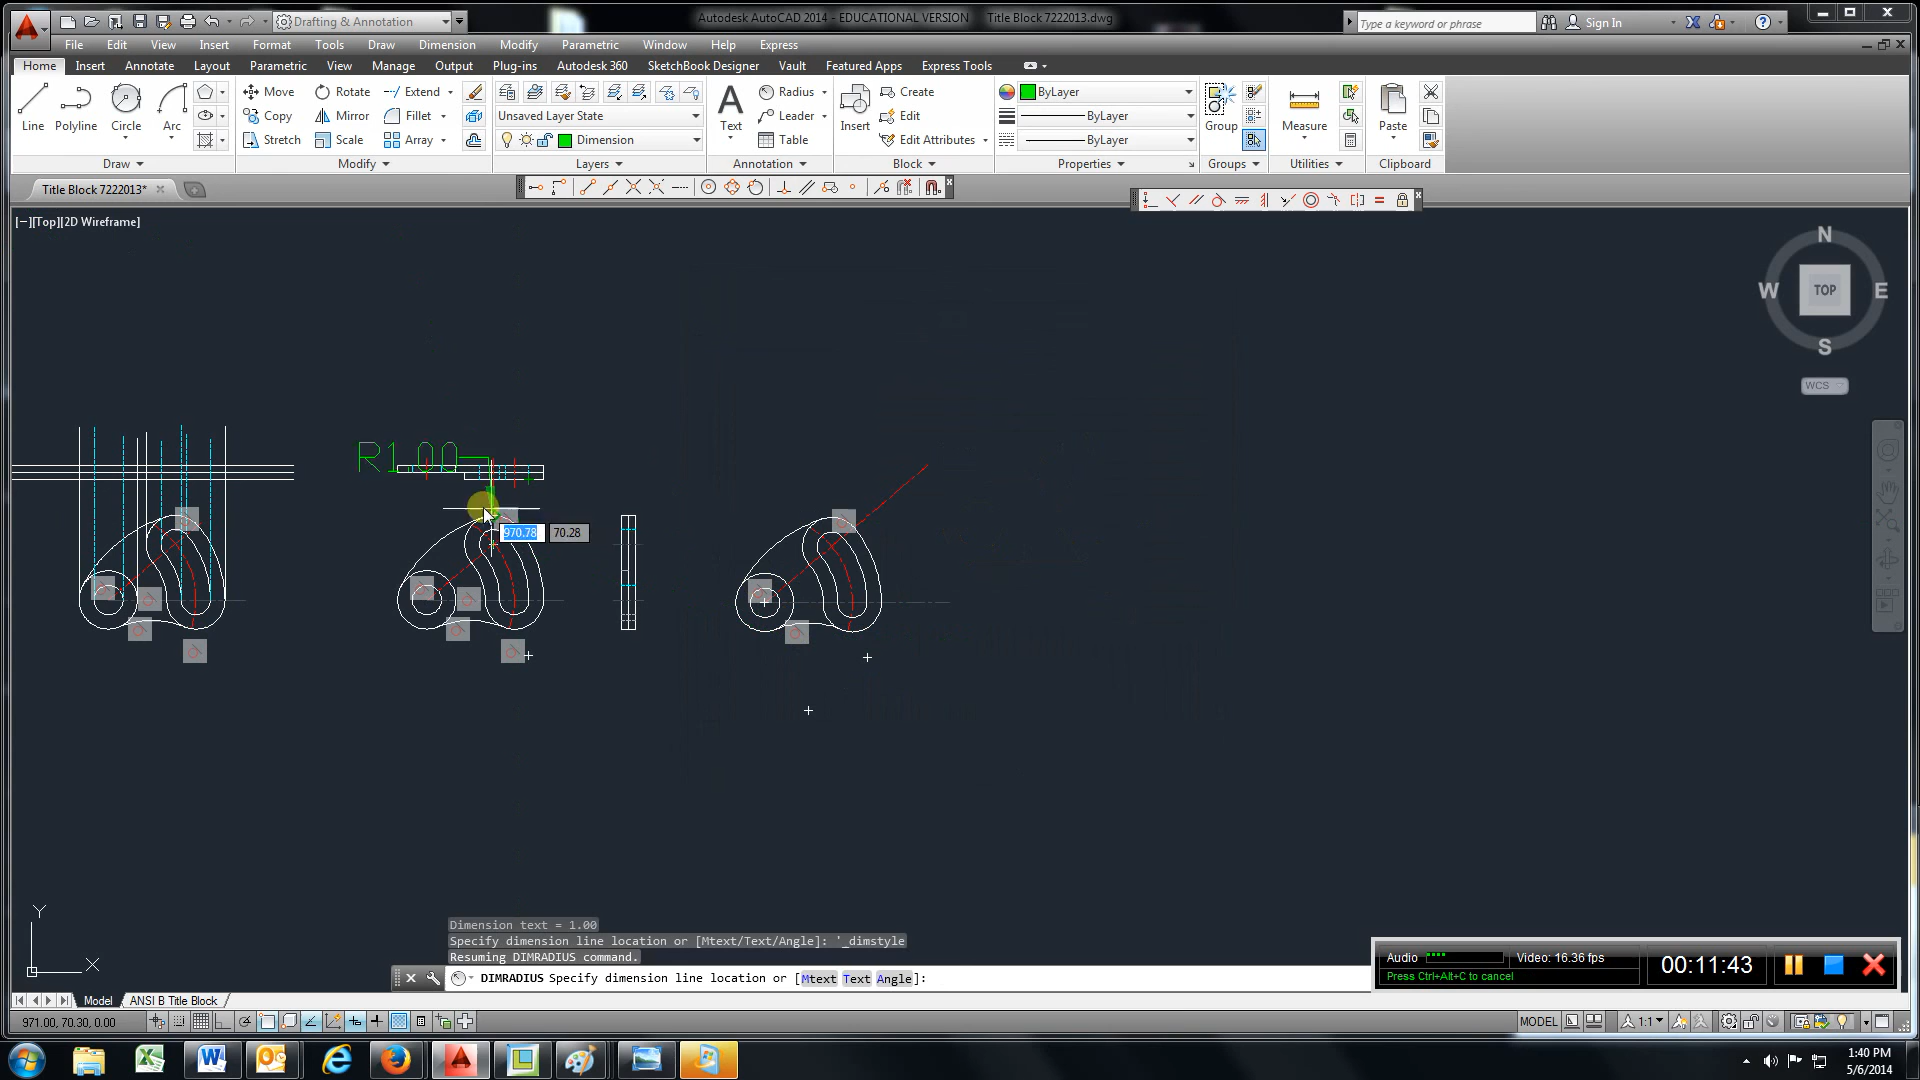 Drafting & Annotation
Autodesk AutoCAD 2014 - EDUCATIONAL VERSION Title Block 7222013.dwg
Type a keyword or phrase
Sign In
File Edit View Insert Format Tools Draw Dimension Modify Parametric Window Help Express
Home Insert Annotate Layout Parametric View Manage Output Plug-ins Autodesk 360 SketchBook Designer Vault Featured Apps Express Tools
Move Rotate Extend
Radius
Create
ByLayer
Copy Mirror Fillet
Unsaved Layer State
Leader
Edit
ByLayer
Line Polyline Circle Arc
Text
Insert
Group
Measure
Paste
Stretch Scale Array
Dimension
Table
Edit Attributes
ByLayer
Draw Modify Layers Annotation Block Properties Groups Utilities Clipboard
Title Block 7222013*
[−][Top][2D Wireframe]
N
W TOP E
S
WCS
R1.00
970.78 70.28
Y
X
Dimension text = 1.00
Specify dimension line location or [Mtext/Text/Angle]: '_dimstyle
Resuming DIMRADIUS command.
DIMRADIUS Specify dimension line location or [Mtext Text Angle]:
Audio Video: 16.36 fps
Press Ctrl+Alt+C to cancel
00:11:43
Model ANSI B Title Block
971.00, 70.30, 0.00
MODEL
1:1
1:40 PM
5/6/2014